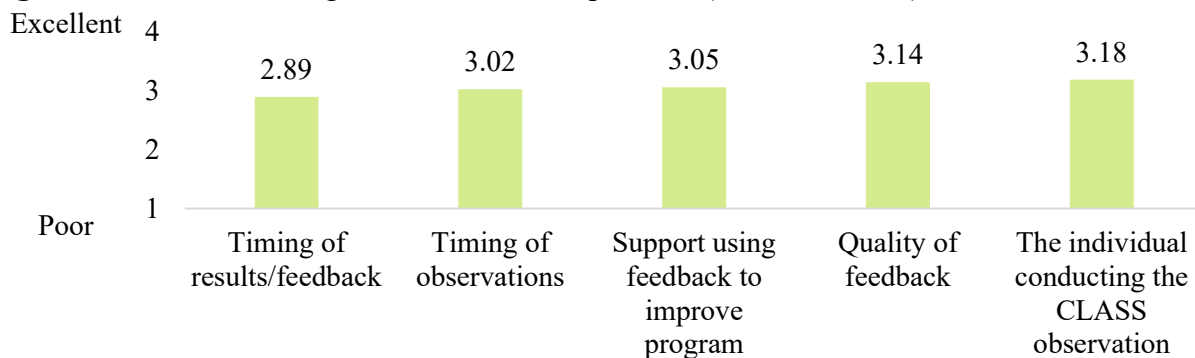 Excellent
4
3
2
1
Poor
2.89
3.02
3.05
3.14
3.18
Timing of
results/feedback
Timing of
observations
Support using
feedback to
improve
program
Quality of
feedback
The individual
conducting the
CLASS
observation